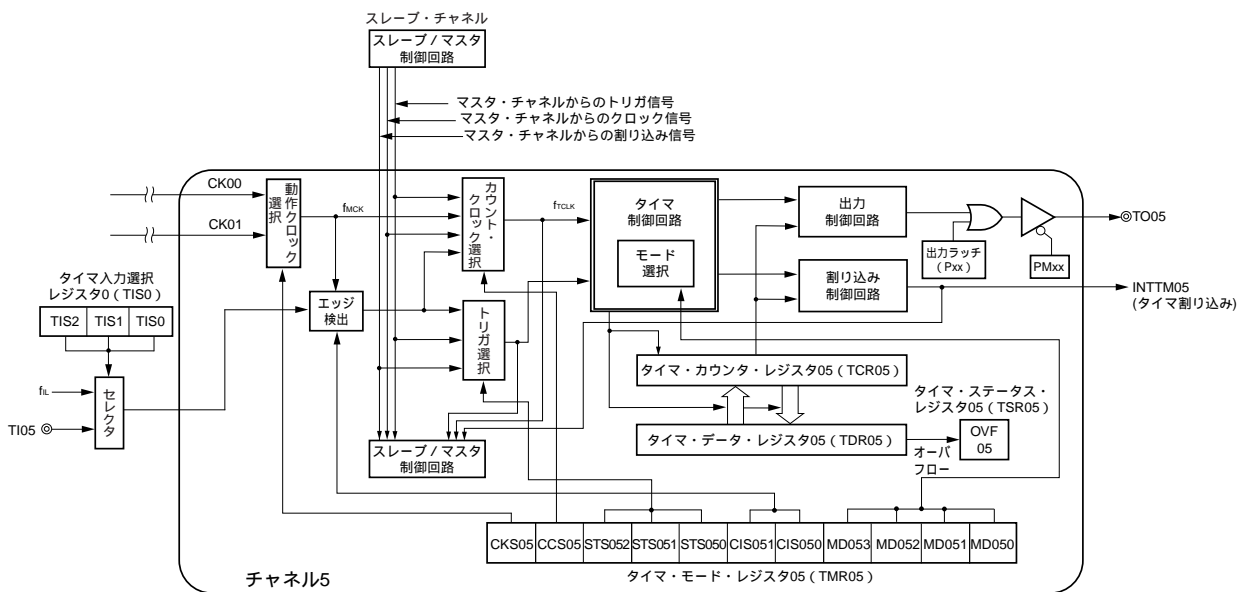 スレーブ・チャネル
スレーブ / マスタ
制御回路
マスタ・チャネルからのトリガ信号
マスタ・チャネルからのクロック信号
マスタ・チャネルからの割り込み信号
CK00
CK01
動作クロック
選択
fMCK
カウント・
クロック選択
fTCLK
タイマ
制御回路
モード
選択
出力
制御回路
出力ラッチ
(Pxx)
PMxx
TO05
割り込み
制御回路
INTTM05
(タイマ割り込み)
タイマ入力選択
レジスタ0(TIS0)
TIS2
TIS1
TIS0
エッジ
検出
トリガ選択
fIL
TI05
セレクタ
タイマ・カウンタ・レジスタ05(TCR05)
タイマ・ステータス・
レジスタ05(TSR05)
タイマ・データ・レジスタ05(TDR05)
OVF
05
オーバ
フロー
スレーブ / マスタ
制御回路
CKS05
CCS05
STS052
STS051
STS050
CIS051
CIS050
MD053
MD052
MD051
MD050
タイマ・モード・レジスタ05(TMR05)
チャネル5